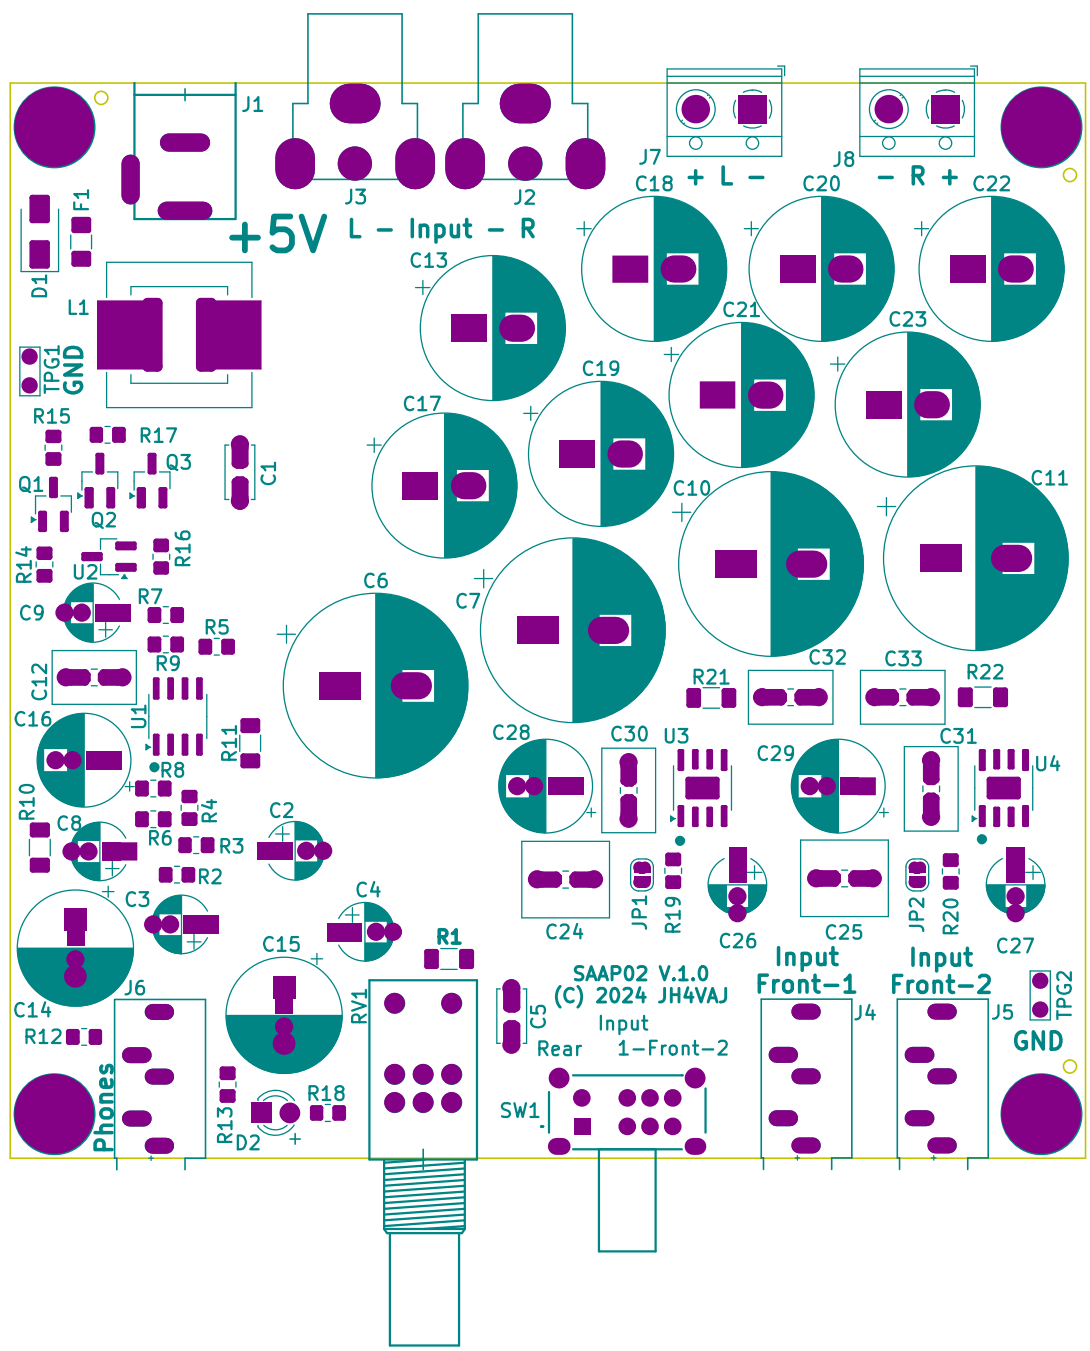 J1
J7
J8
+ L -
- R +
J3
J2
F1
C18
C20
C22
+5V
L - Input - R
C13
D1
L1
C21
C23
TPG1
GND
C19
C17
R15
R17
Q3
C1
Q1
Q2
C10
C11
R14
R16
U2
C6
C7
C9
R7
R5
R9
C12
R21
C32
C33
R22
C16
U1
R11
C28
C30
U3
C29
C31
U4
R8
R10
R4
C2
C8
R6
R3
R2
C3
C4
JP1
R19
JP2
R20
C24
C26
C25
C27
C15
R1
Input
Front-1
Input
Front-2
SAAP02 V.1.0
(C) 2024 JH4VAJ
TPG2
C14
J6
RV1
C5
Input
J4
J5
R12
Rear
1-Front-2
GND
Phones
R13
R18
D2
SW1